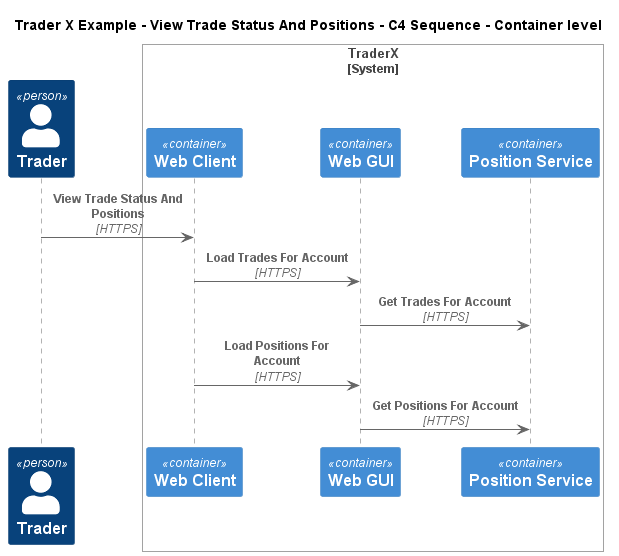 Trader X Example - View Trade Status And Positions - C4 Sequence - Container level
TraderX
[System]
«person»
Trader
«container»
Web Client
«container»
Web GUI
«container»
Position Service
View Trade Status And
Positions
[HTTPS]
Load Trades For Account
[HTTPS]
Get Trades For Account
[HTTPS]
Load Positions For
Account
[HTTPS]
Get Positions For Account
[HTTPS]
«person»
Trader
«container»
Web Client
«container»
Web GUI
«container»
Position Service